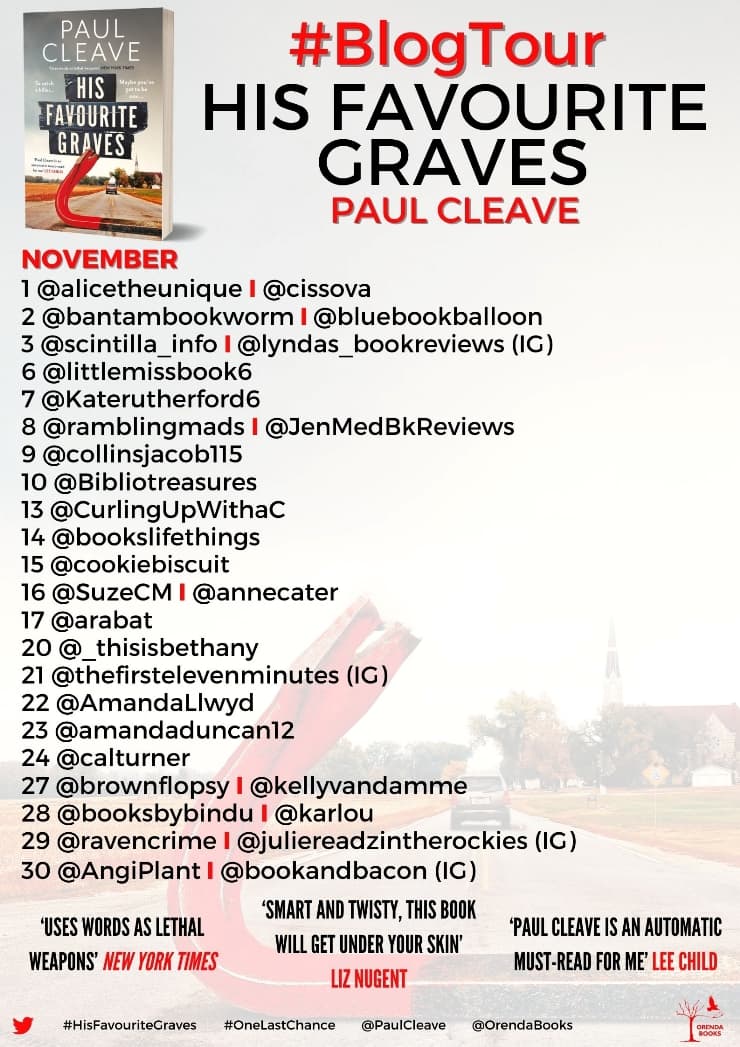 PAUL
CLEAVE
HIS
FAVOURITE
GRAVES
#BlogTour
HIS FAVOURITE
GRAVES
PAUL CLEAVE
NOVEMBER
1 @alicetheunique I @cissova
2 @bantambookworm I @bluebookballoon
3 @scintilla_info I @lyndas_bookreviews (IG)
6 @littlemissbook6
7 @Katerutherford6
8 @ramblingmads I @JenMedBkReviews
9 @collinsjacob115
10 @Bibliotreasures
13 @CurlingUpWithaC
14 @bookslifethings
15 @cookiebiscuit
16 @SuzeCM I @annecater
17 @arabat
20 @_thisisbethany
21 @thefirstelevenminutes (IG)
22 @AmandaLlwyd
23 @amandaduncan12
24 @calturner
27 @brownflopsy I @kellyvandamme
28 @booksbybindu I @karlou
29 @ravencrime I @juliereadzintherockies (IG)
30 @AngiPlant I @bookandbacon (IG)
‘USES WORDS AS LETHAL
WEAPONS’ NEW YORK TIMES
‘SMART AND TWISTY, THIS BOOK
WILL GET UNDER YOUR SKIN’
LIZ NUGENT
‘PAUL CLEAVE IS AN AUTOMATIC
MUST-READ FOR ME’ LEE CHILD
#HisFavouriteGraves #OneLastChance @PaulCleave @OrendaBooks
ORENDA
BOOKS